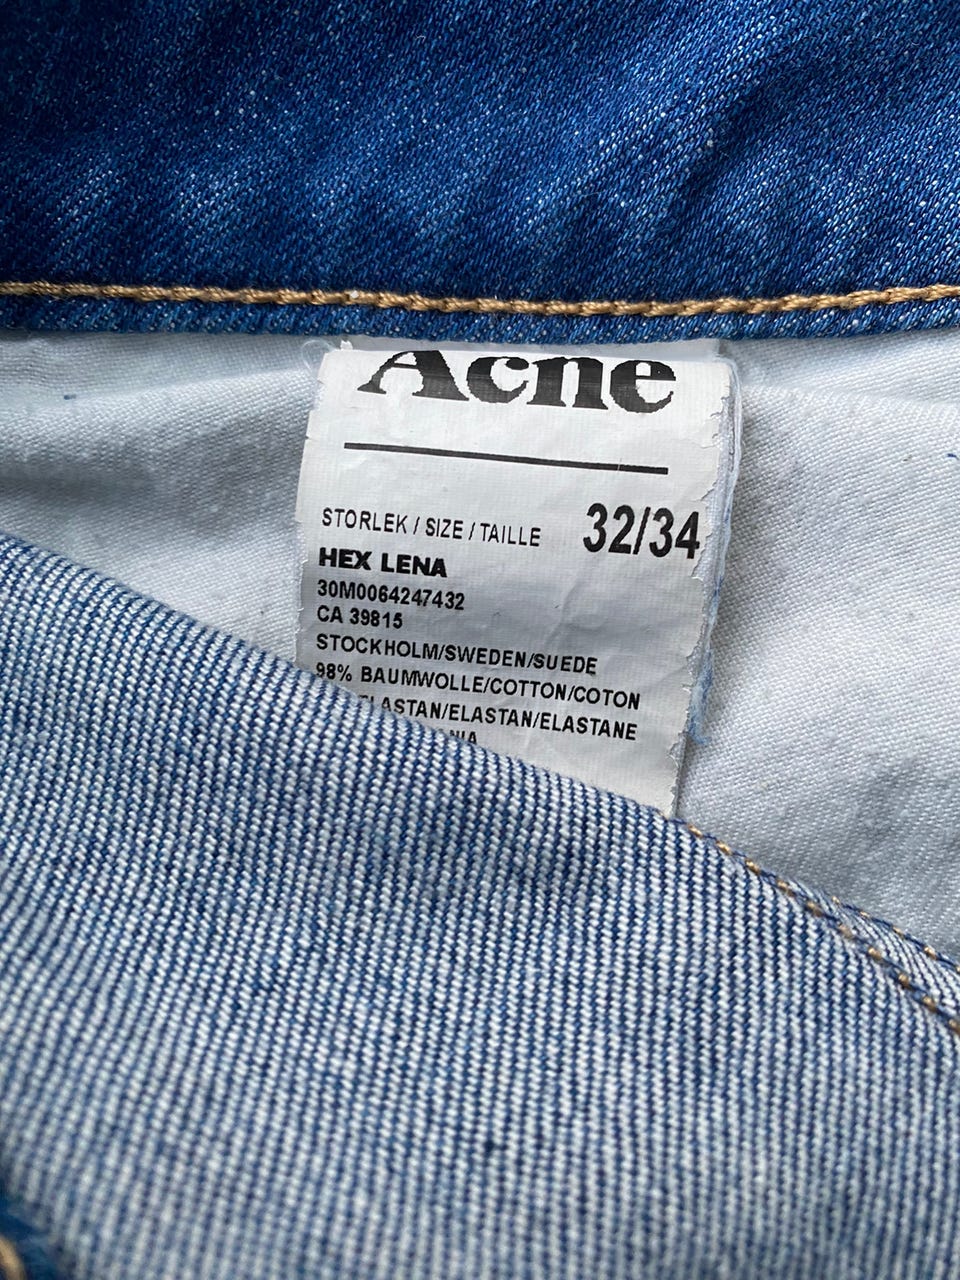 Acne
STORLEK / SIZE / TAILLE 32/34
HEX LENA
30M0064247432
CA 39815
STOCKHOLM/SWEDEN/SUEDE
98% BAUMWOLLE/COTTON/COTON
ELASTAN/ELASTAN/ELASTANE